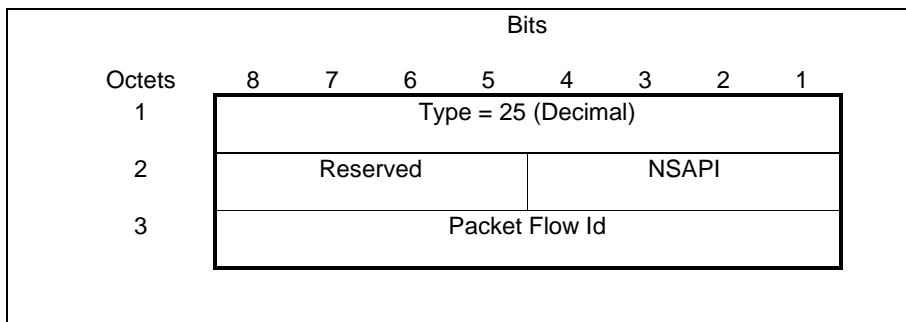 Bits
Octets 8 7 6 5 4 3 2 1
1 Type = 25 (Decimal)
2 Reserved NSAPI
3 Packet Flow Id